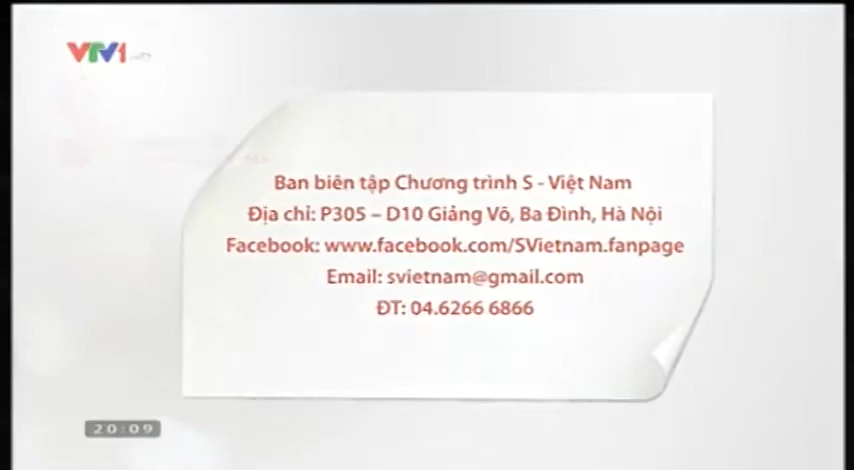 VTV1
Ban biên tập Chương trình S - Việt Nam
Địa chỉ: P305 – D10 Giảng Võ, Ba Đình, Hà Nội
Facebook: www.facebook.com/SVietnam.fanpage
Email: svietnam@gmail.com
ĐT: 04.6266 6866
20:09